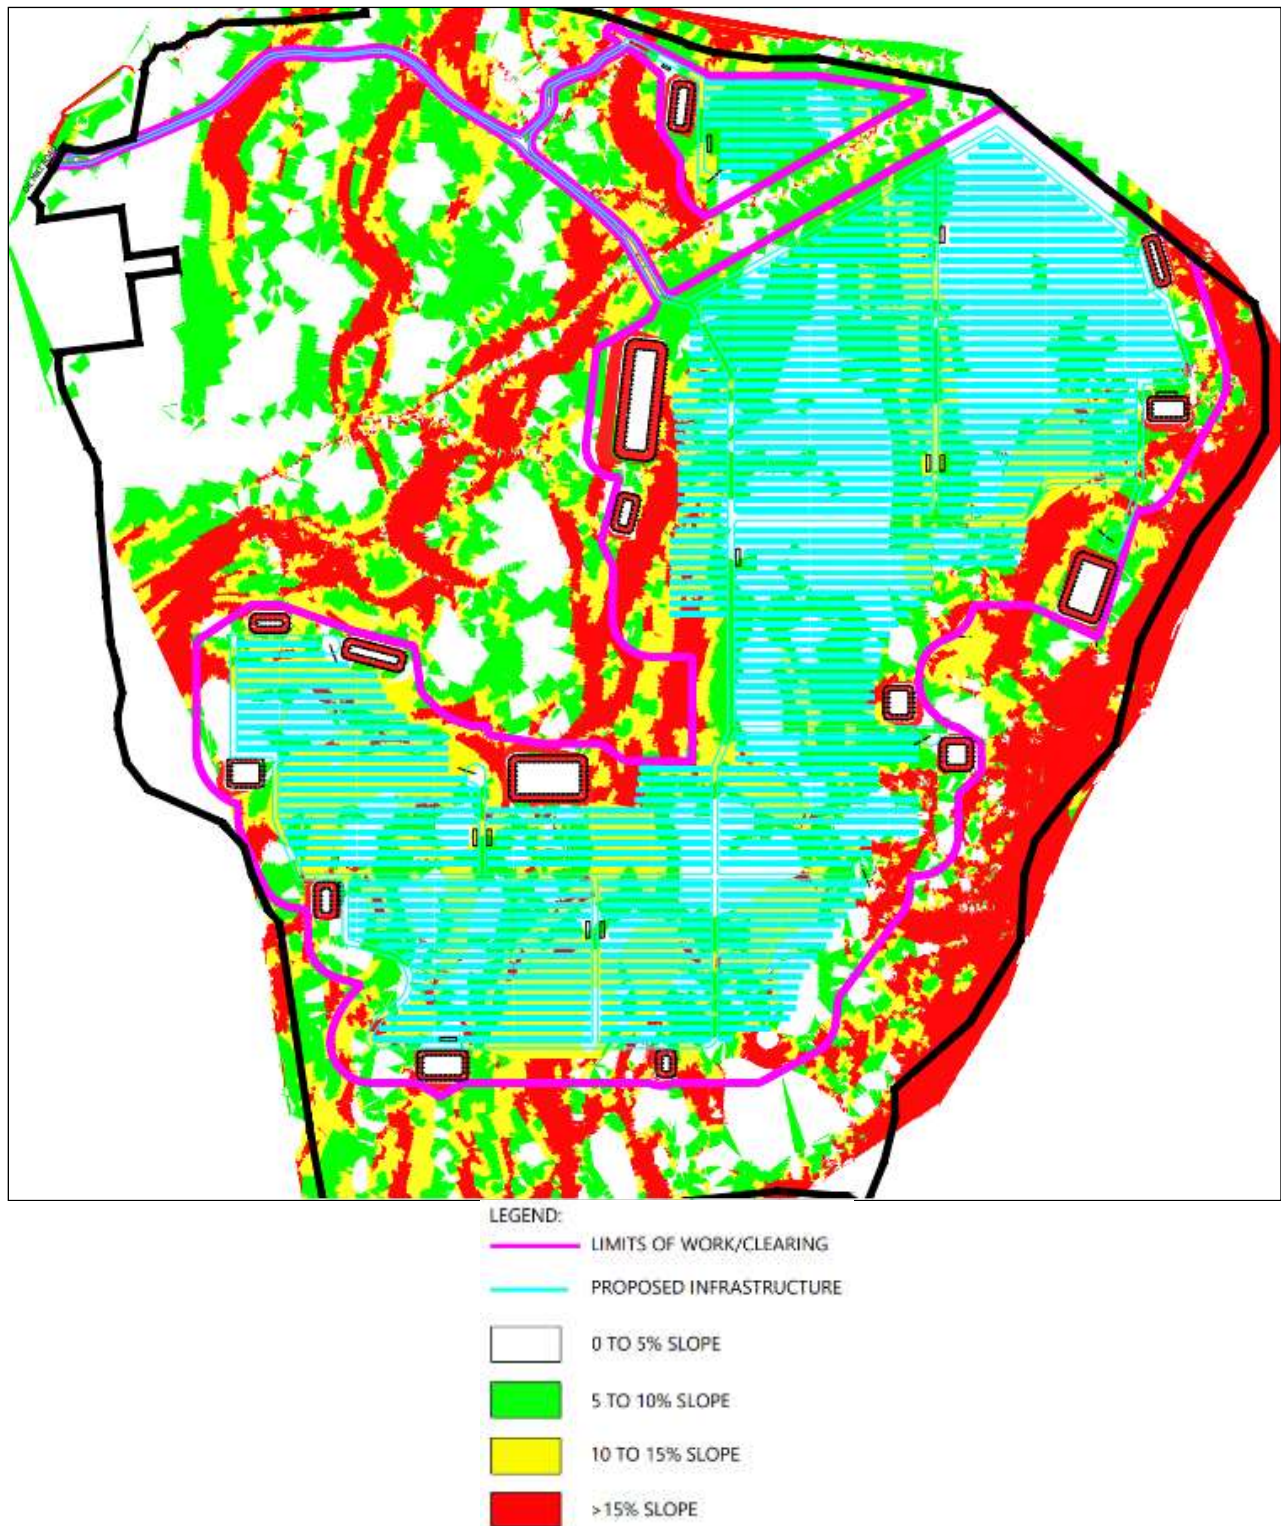 LEGEND:
LIMITS OF WORK/CLEARING
PROPOSED INFRASTRUCTURE
0 TO 5% SLOPE
5 TO 10% SLOPE
10 TO 15% SLOPE
>15% SLOPE